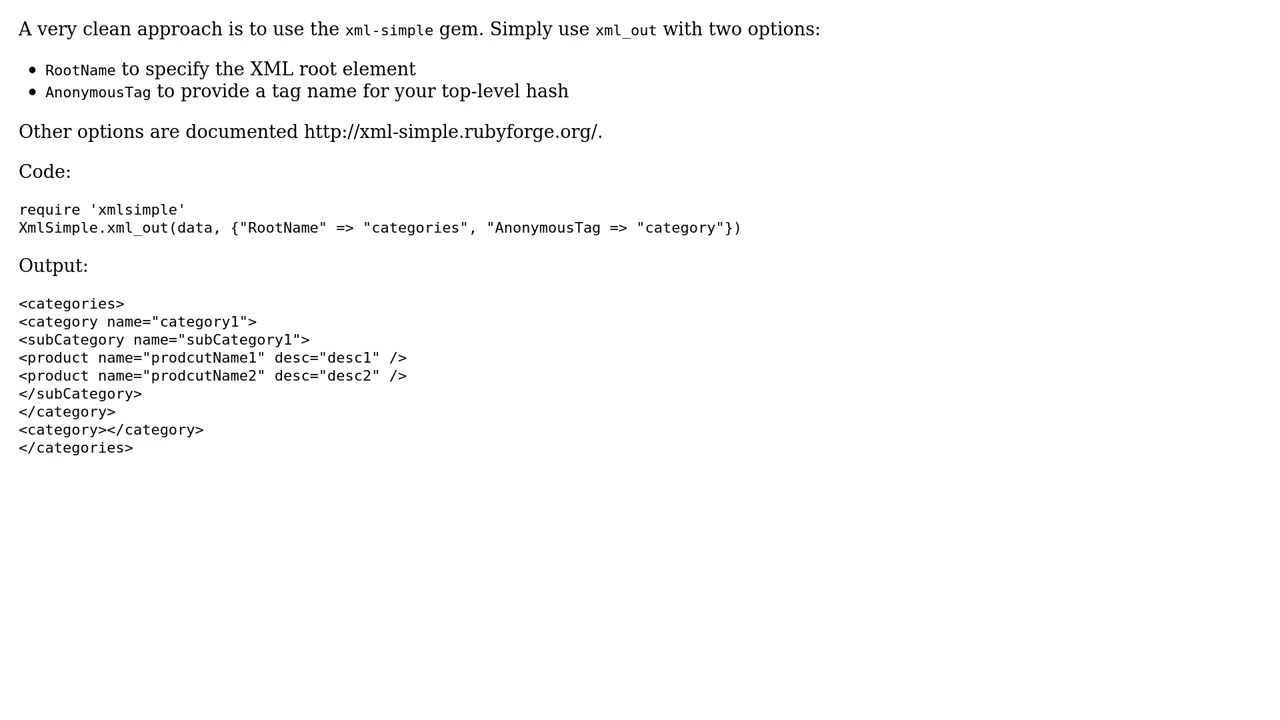 A very clean approach is to use the xml-simple gem. Simply use xml_out with two options:
• RootName to specify the XML root element
• AnonymousTag to provide a tag name for your top-level hash
Other options are documented http://xml-simple.rubyforge.org/.
Code:
require 'xmlsimple'
XmlSimple.xml_out(data, {"RootName" => "categories", "AnonymousTag => "category"})
Output:
<categories>
<category name="category1">
<subCategory name="subCategory1">
<product name="prodcutName1" desc="desc1" />
<product name="prodcutName2" desc="desc2" />
</subCategory>
</category>
<category></category>
</categories>